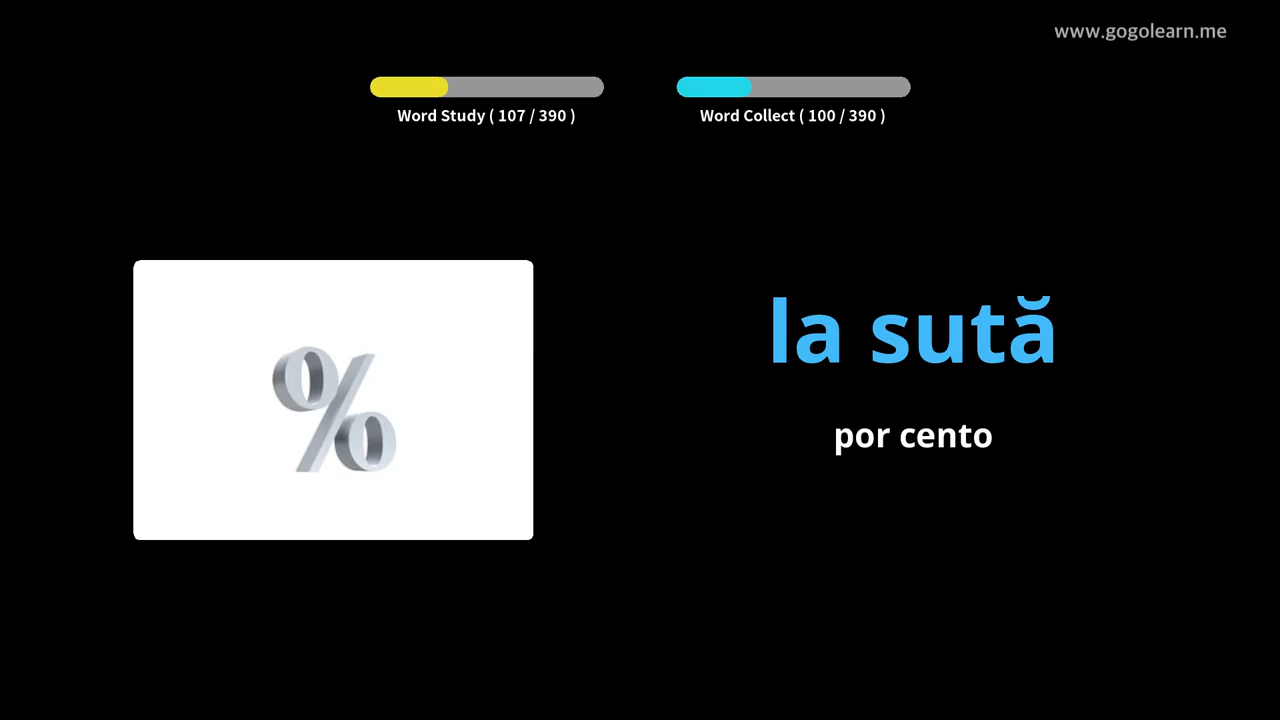 www.gogolearn.me
Word Study ( 107 / 390 )
Word Collect ( 100 / 390 )
%
la sută
por cento